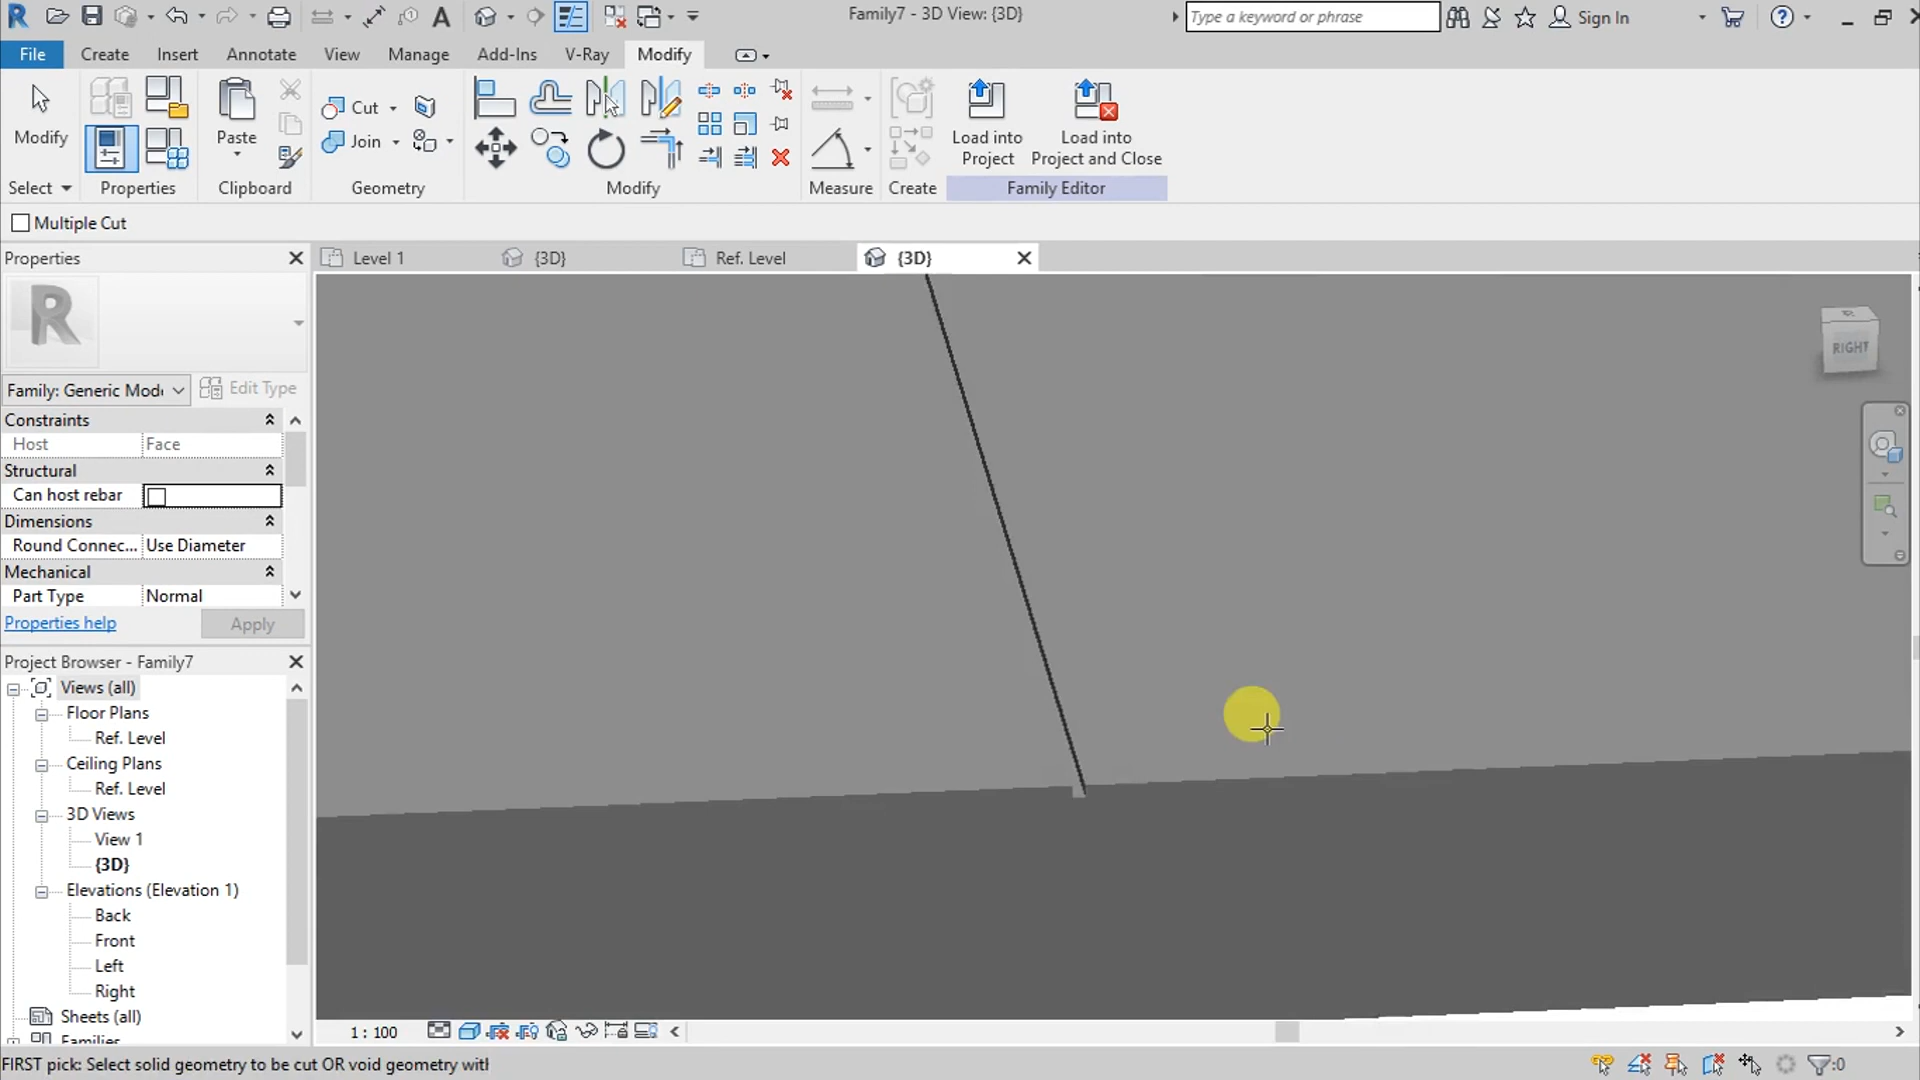 Family7 - 3D View: {3D}
Type a keyword or phrase
Sign In
File Create Insert Annotate View Manage Add-Ins V-Ray Modify
Modify
Paste
Cut
Join
Load into Project
Load into Project and Close
Select Properties Clipboard Geometry Modify Measure Create Family Editor
Multiple Cut
Properties
Level 1 {3D} Ref. Level {3D}
RIGHT
Family: Generic Mod
Edit Type
Constraints
Host Face
Structural
Can host rebar
Dimensions
Round Connec... Use Diameter
Mechanical
Part Type Normal
Properties help Apply
Project Browser - Family7
Views (all)
Floor Plans
Ref. Level
Ceiling Plans
Ref. Level
3D Views
View 1
{3D}
Elevations (Elevation 1)
Back
Front
Left
Right
Sheets (all)
Families
1 : 100
FIRST pick: Select solid geometry to be cut OR void geometry with
:0